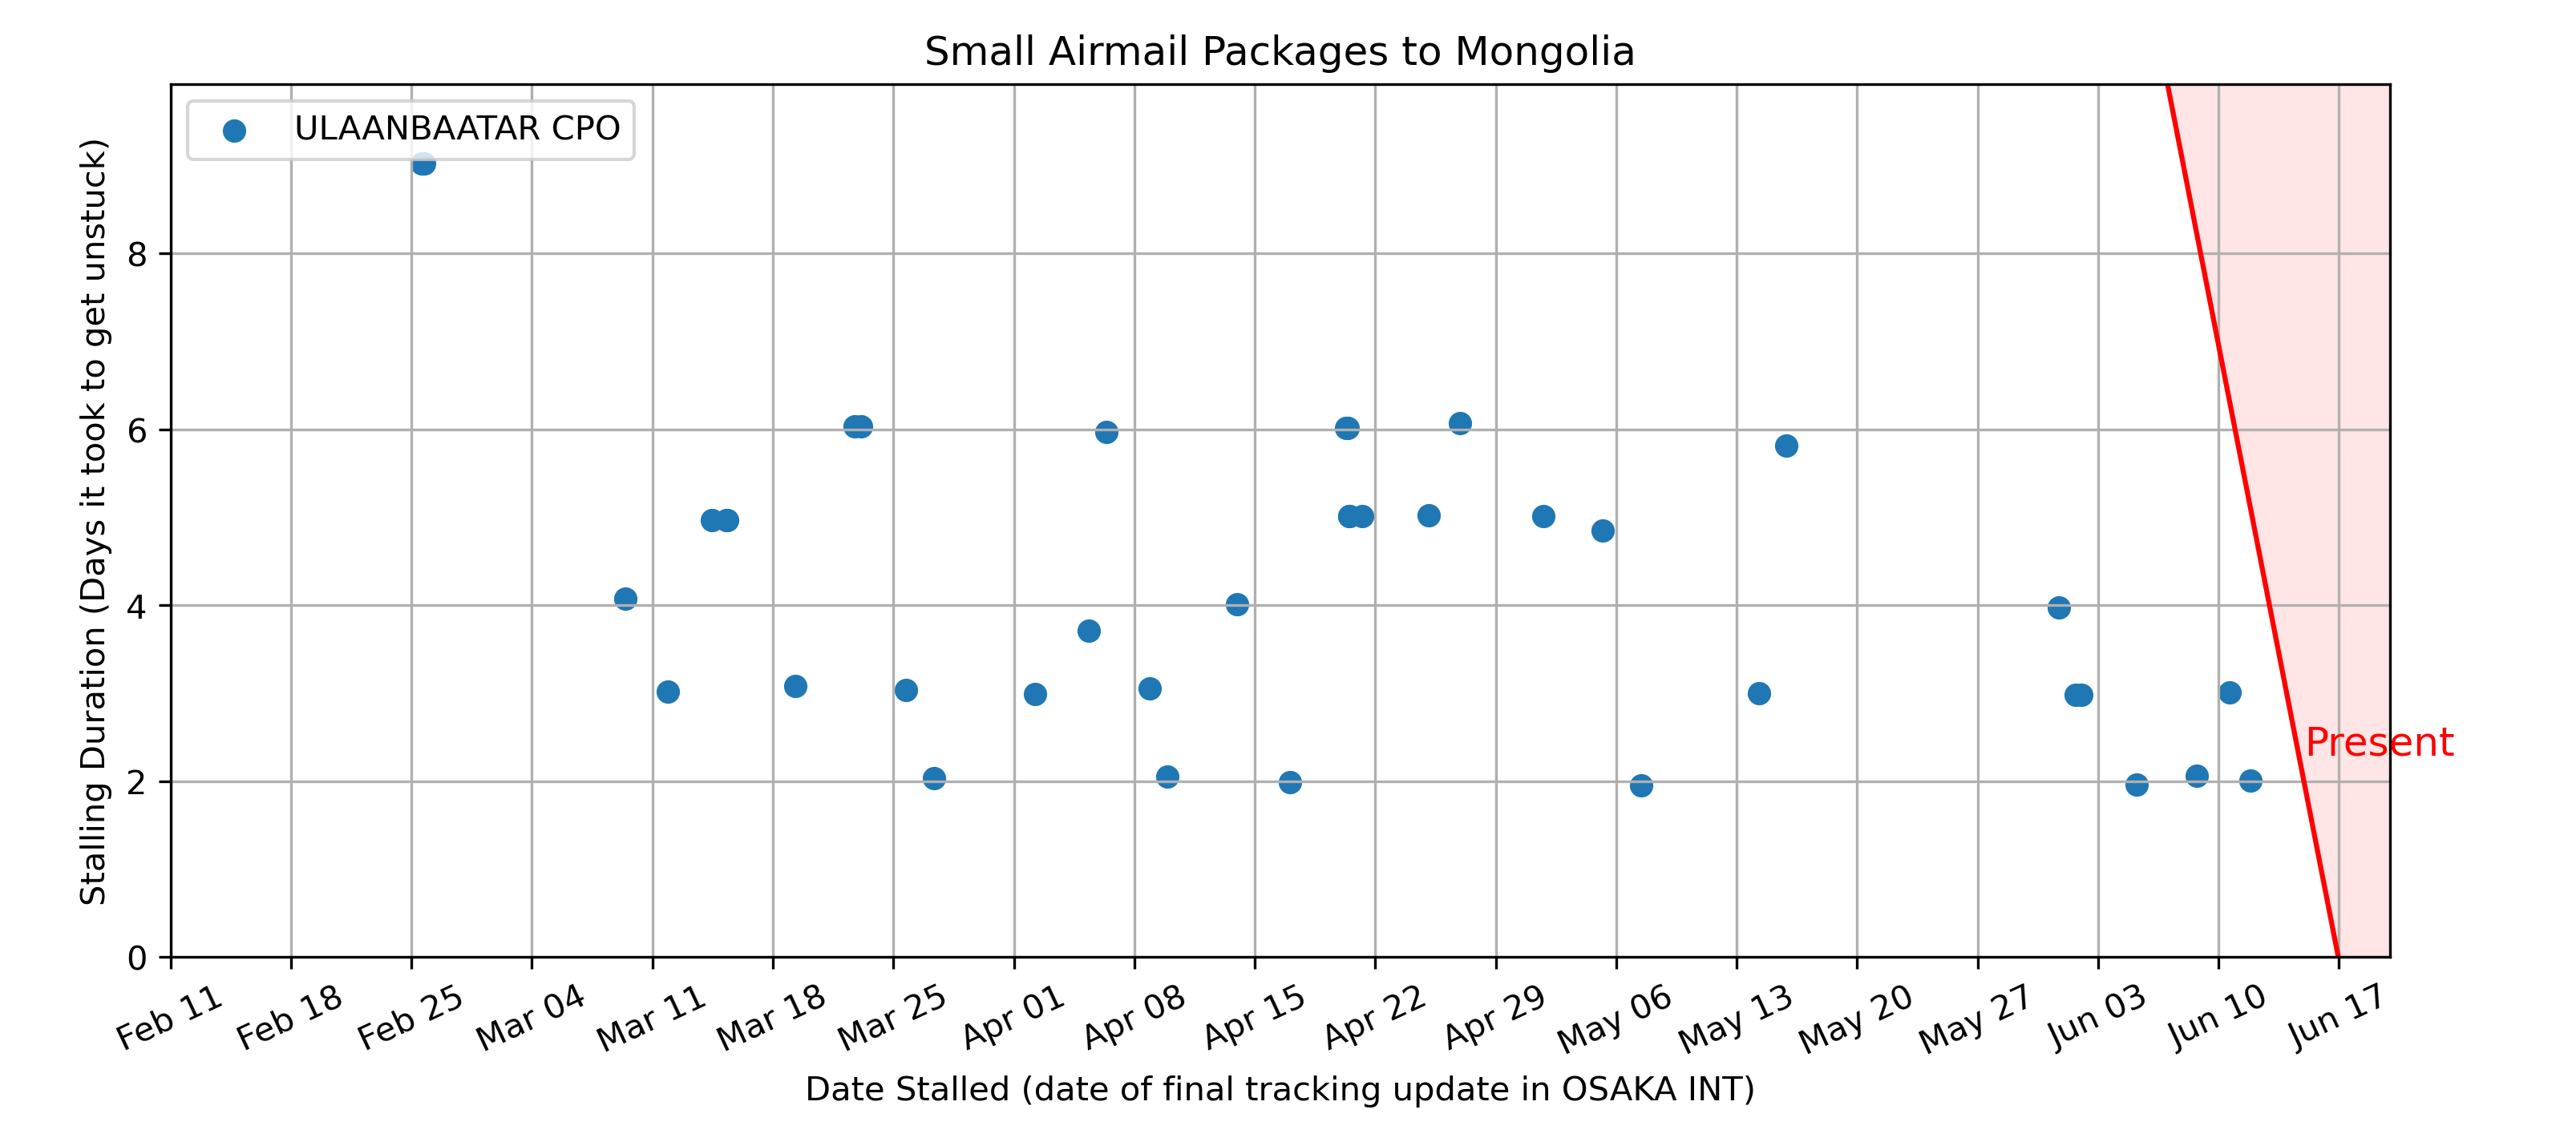 Small Airmail Packages to Mongolia
ULAANBAATAR CPO
Stalling Duration (Days it took to get unstuck)
8
6
4
2
0
Present
Feb 11
Feb 18
Feb 25
Mar 04
Mar 11
Mar 18
Mar 25
Apr 01
Apr 08
Apr 15
Apr 22
Apr 29
May 06
May 13
May 20
May 27
Jun 03
Jun 10
Jun 17
Date Stalled (date of final tracking update in OSAKA INT)